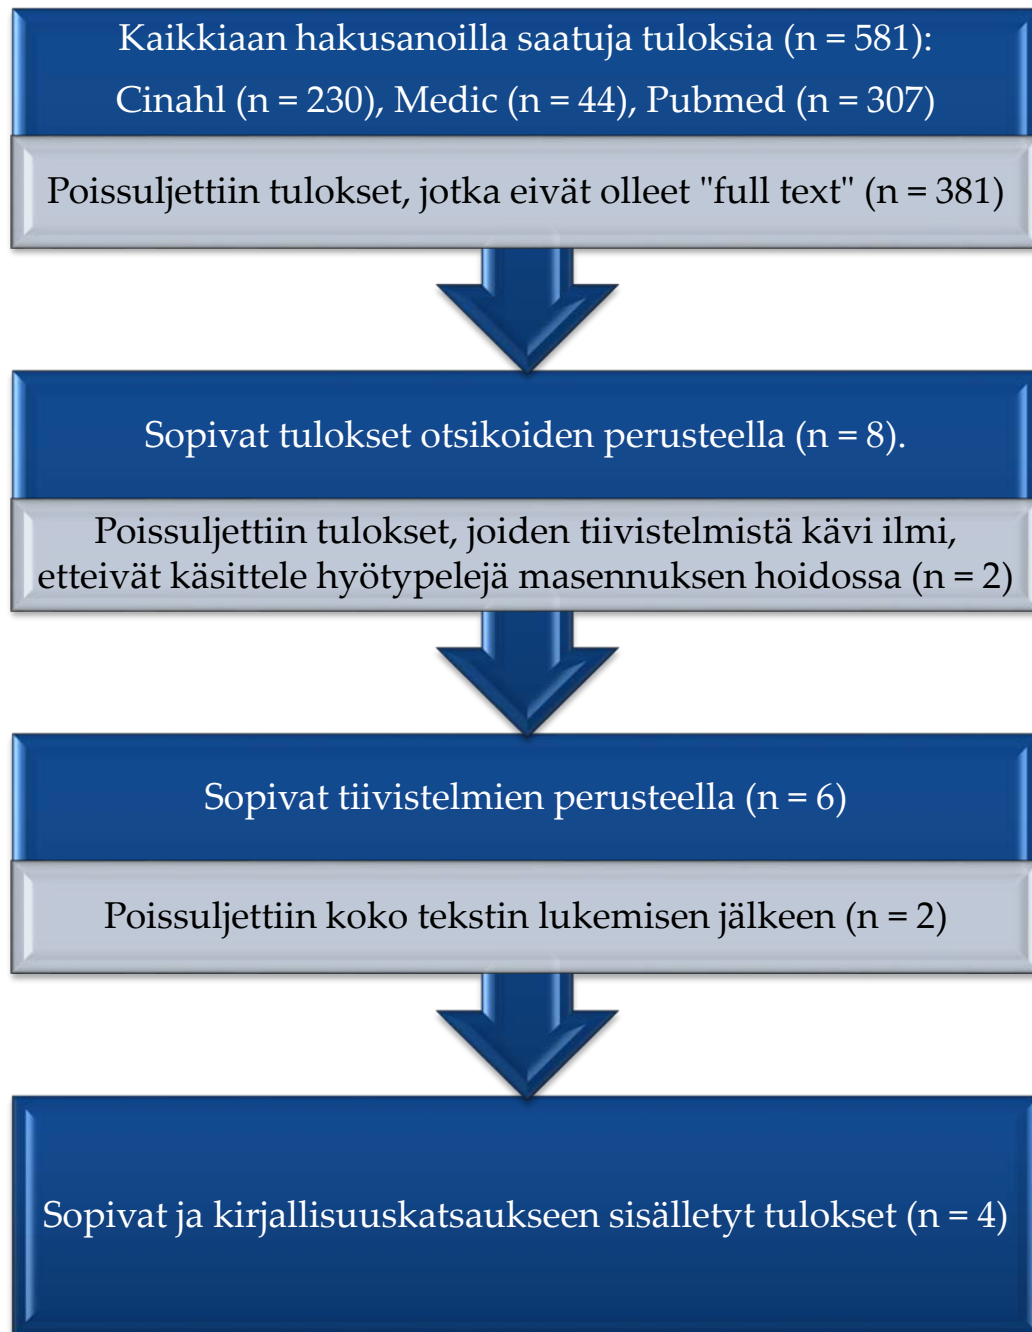 Kaikkiaan hakusanoilla saatuja tuloksia (n = 581):
Cinahl (n = 230), Medic (n = 44), Pubmed (n = 307)
Poissuljettiin tulokset, jotka eivät olleet "full text" (n = 381)
Sopivat tulokset otsikoiden perusteella (n = 8).
Poissuljettiin tulokset, joiden tiivistelmistä kävi ilmi,
etteivät käsittele hyötypelejä masennuksen hoidossa (n = 2)
Sopivat tiivistelmien perusteella (n = 6)
Poissuljettiin koko tekstin lukemisen jälkeen (n = 2)
Sopivat ja kirjallisuuskatsaukseen sisälletyt tulokset (n = 4)